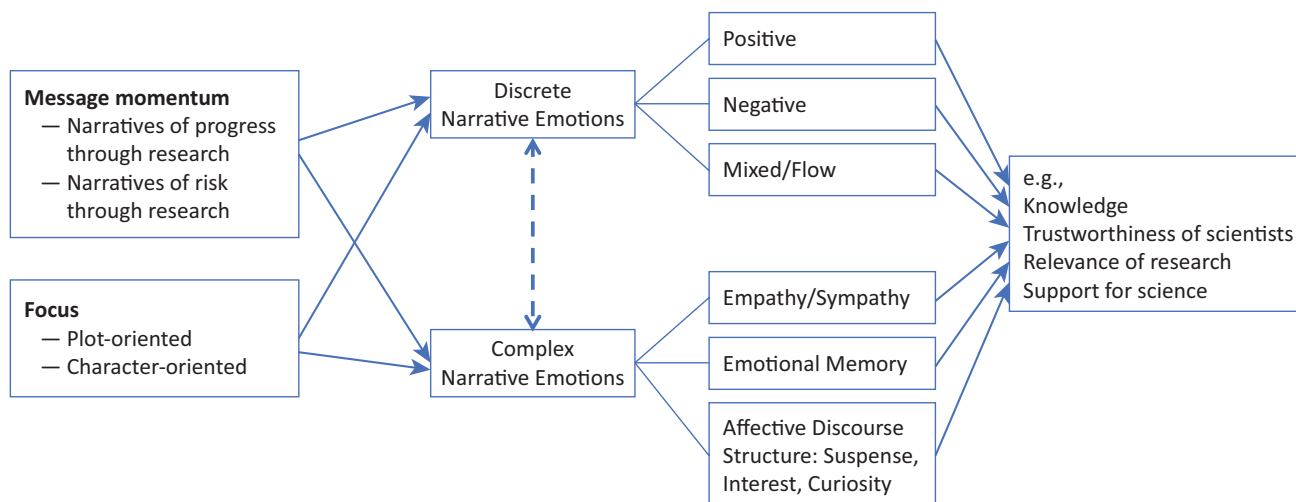 Message momentum
— Narratives of progress
through research
— Narratives of risk
through research
Focus
— Plot-oriented
— Character-oriented
Discrete
Narrative Emotions
Complex
Narrative Emotions
Positive
Negative
Mixed/Flow
Empathy/Sympathy
Emotional Memory
Affective Discourse
Structure: Suspense,
Interest, Curiosity
e.g.,
Knowledge
Trustworthiness of scientists
Relevance of research
Support for science